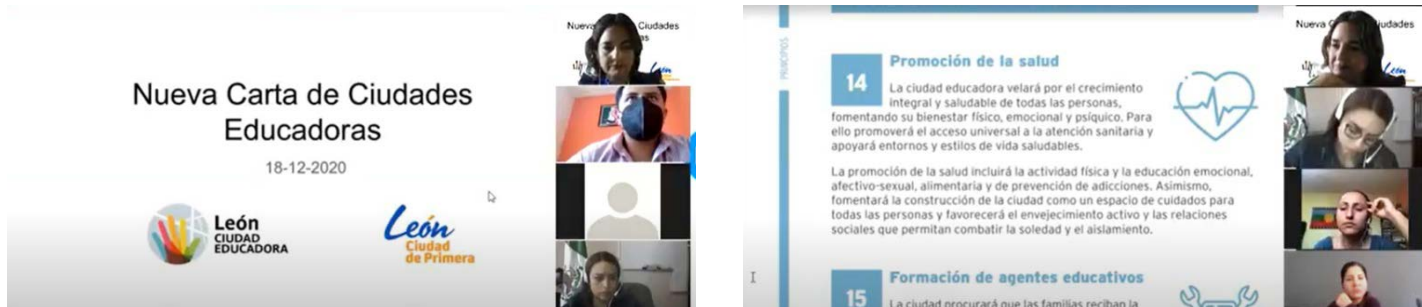 Nueva Carta de Ciudades
Educadoras
18-12-2020
León
CIUDAD
EDUCADORA
León
Ciudad
de Primera
Nueva
Ciudades
PRINCIPIOS
14
Promoción de la salud
La ciudad educadora velará por el crecimiento
integral y saludable de todas las personas,
fomentando su bienestar físico, emocional y psíquico. Para
ello promoverá el acceso universal a la atención sanitaria y
apoyará entornos y estilos de vida saludables.
La promoción de la salud incluirá la actividad física y la educación emocional,
afectivo-sexual, alimentaria y de prevención de adicciones. Asimismo,
fomentará la construcción de la ciudad como un espacio de cuidados para
todas las personas y favorecerá el envejecimiento activo y las relaciones
sociales que permitan combatir la soledad y el aislamiento.
15
Formación de agentes educativos
La ciudad procurará que las familias reciban la
Nueva